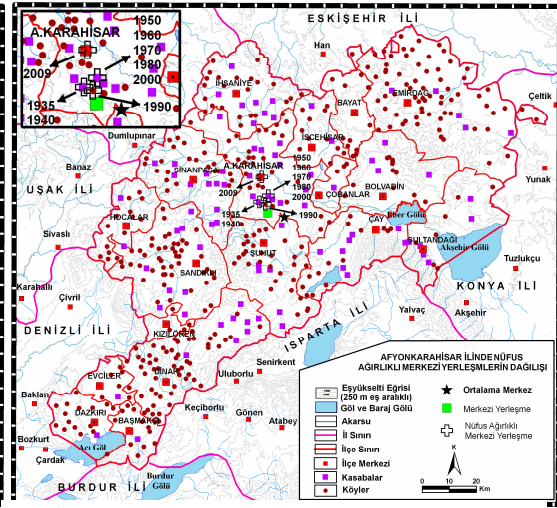 ESKİŞEHİR İLİ
A.KARAHİSAR
1950
1960
1970
1980
2000
2009
1935
1940
1990
Han
İHSANİYE
BAYAT
EMİRDAĞ
Çeltik
Dumlupınar
İSCEHİSAR
Banaz
SİNANPAŞA
A.KARAHİSAR
1950
1960
1970
1980
2000
2009
1935
1940
1990
ÇOBANLAR
BOLVADİN
Yunak
UŞAK İLİ
HOCALAR
ÇAY
Eber Gölü
SULTANDAĞI
Akşehir Gölü
Sivaslı
ŞUHUT
SANDIKLI
Tuzlukçu
KONYA İLİ
Karahallı
Çivril
Yalvaç
Akşehir
DENİZLİ İLİ
KIZILÖREN
ISPARTA İLİ
Senirkent
Uluborlu
EVCİLER
DİNAR
Baklan
DAZKIRI
BAŞMAKÇI
Keçiborlu
Gönen
Atabey
Bozkurt
Acı Göl
Çardak
BURDUR İLİ
Burdur
Gölü
AFYONKARAHİSAR İLİNDE NÜFUS
AĞIRLIKLI MERKEZİ YERLEŞMLERİN DAĞILIŞI
Eşyükselti Eğrisi
(250 m eş aralıklı)
Göl ve Baraj Gölü
Akarsu
İl Sınırı
İlçe Sınırı
İlçe Merkezi
Kasabalar
Köyler
Ortalama Merkez
Merkezi Yerleşme
Nüfus Ağırlıklı
Merkezi Yerleşme
K
0 10 20
Km